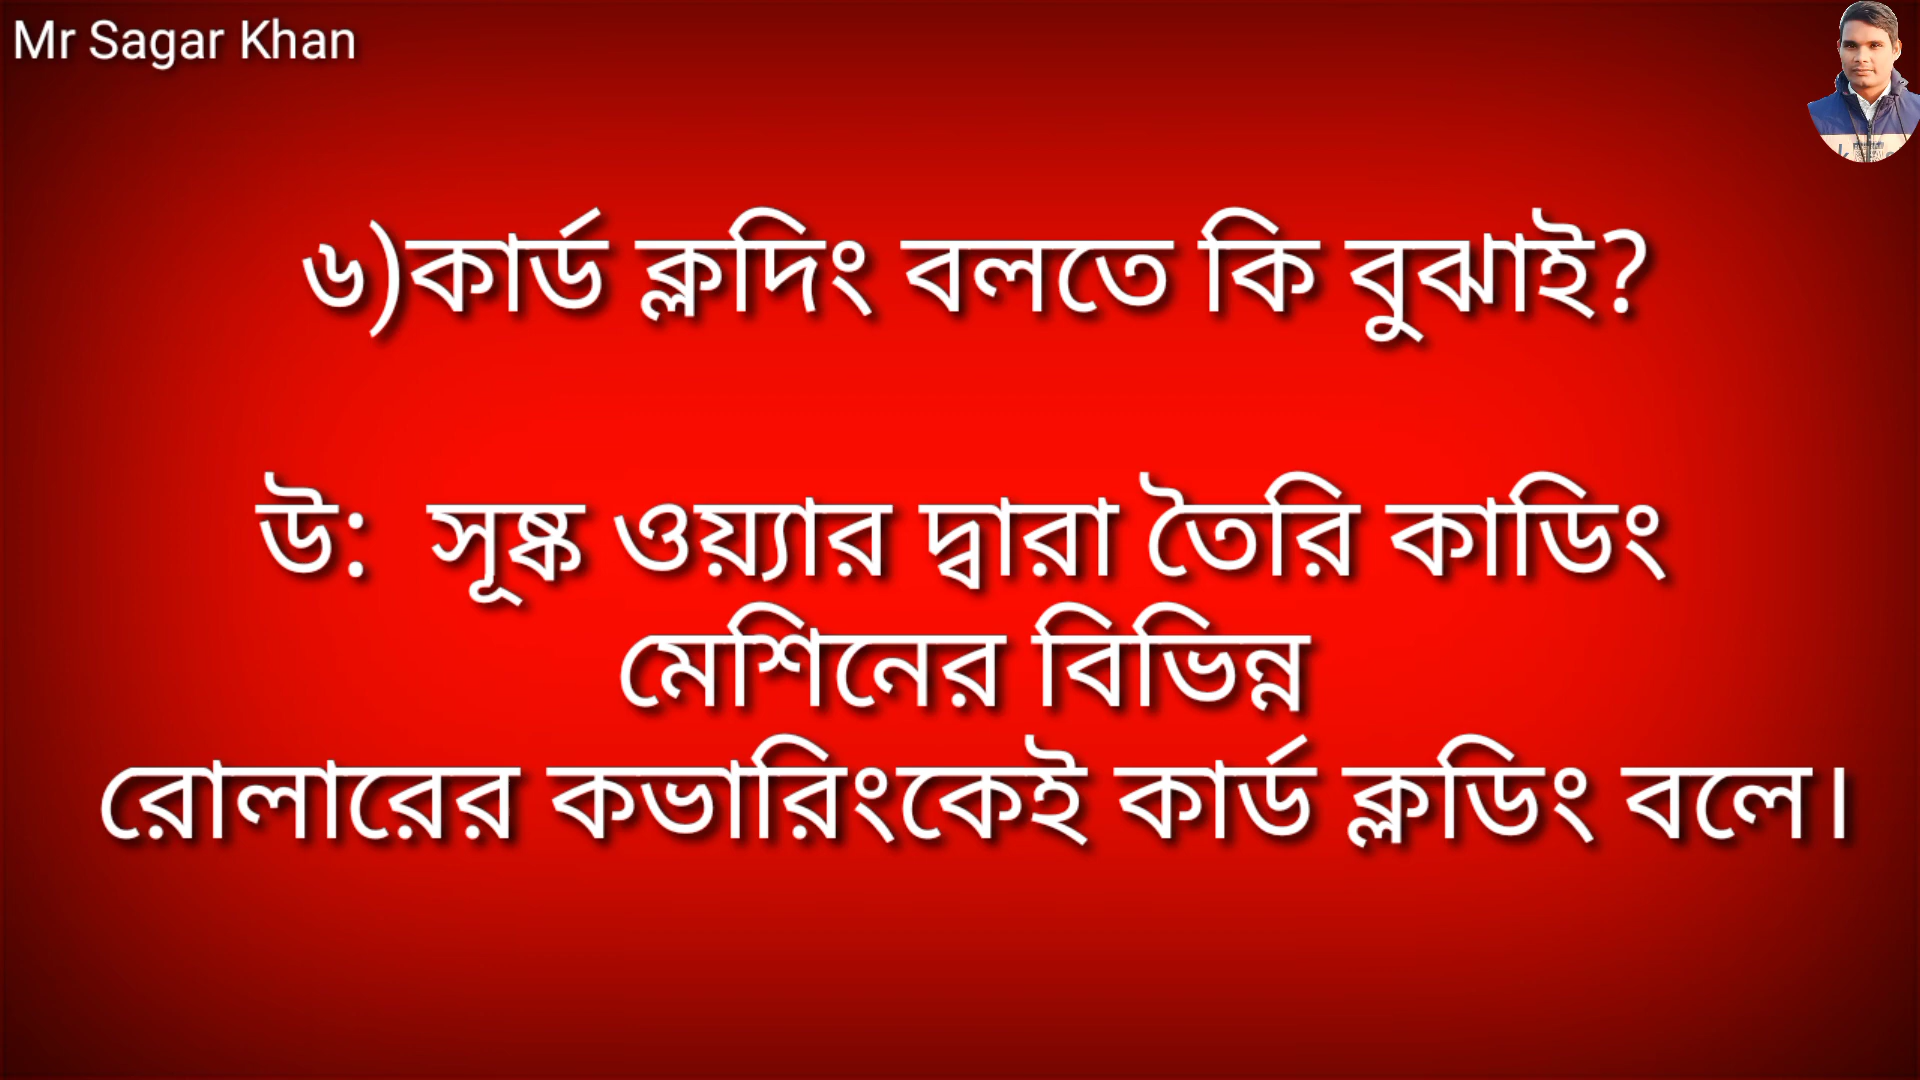 Mr Sagar Khan
৬)কার্ড ক্লদিং বলতে কি বুঝাই?
উ: সূষ্ক ওয়্যার দ্বারা তৈরি কাডিং
মেশিনের বিভিন্ন
রোলারের কভারিংকেই কার্ড ক্লডিং বলে।